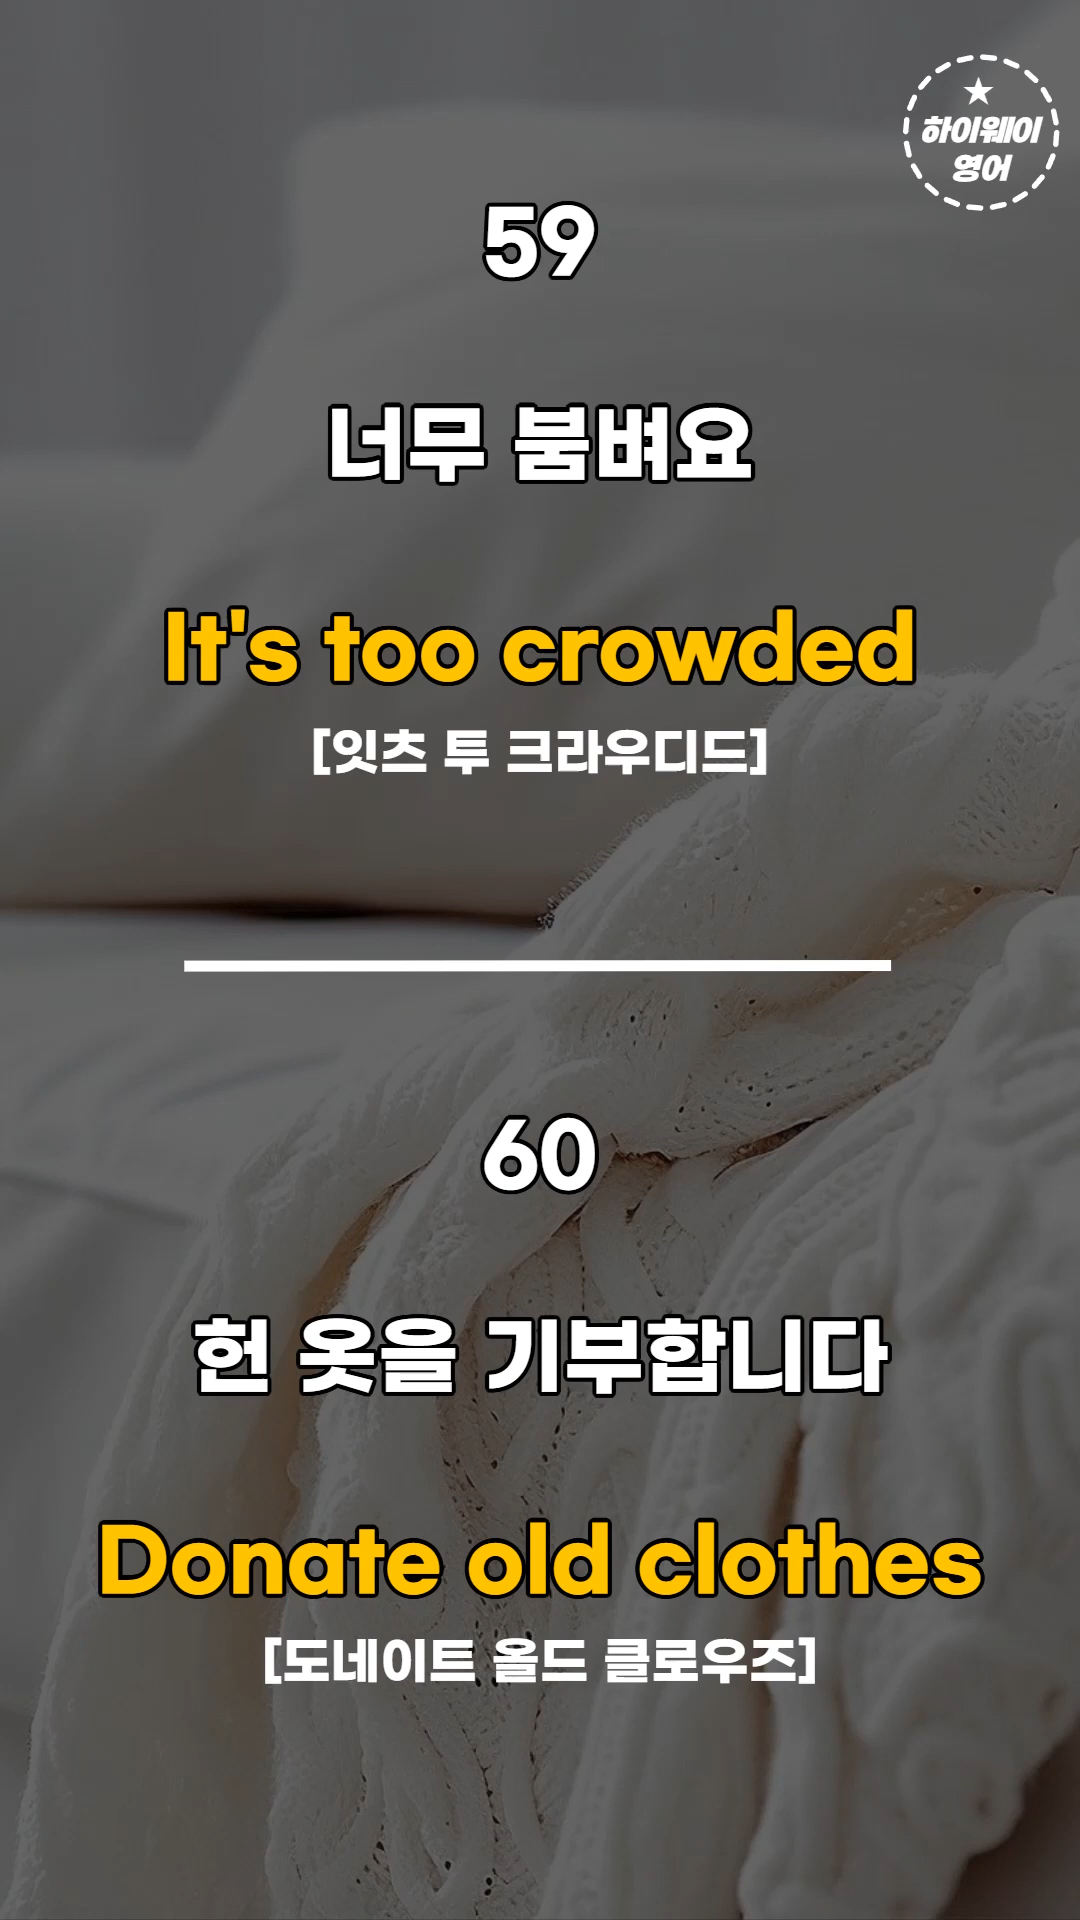 ★
하이웨이
영어
59
너무 붐벼요
It's too crowded
[잇츠 투 크라우디드]
60
헌 옷을 기부합니다
Donate old clothes
[도네이트 올드 클로우즈]